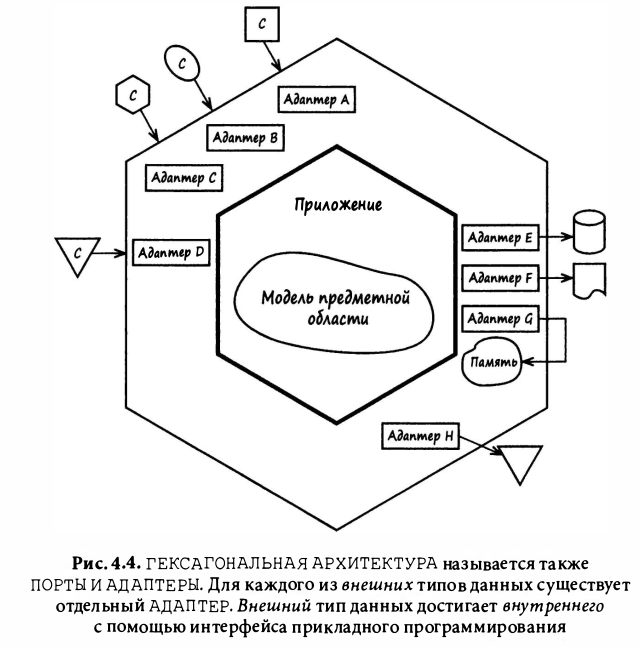 C
C
C
Адаптер A
Адаптер B
Адаптер C
C
Адаптер D
Приложение
Модель предметной
области
Адаптер E
Адаптер F
Адаптер G
Память
Адаптер H
Рис. 4.4. ГЕКСАГОНАЛЬНАЯ АРХИТЕКТУРА называется также
ПОРТЫ И АДАПТЕРЫ. Для каждого из внешних типов данных существует
отдельный АДАПТЕР. Внешний тип данных достигает внутреннего
с помощью интерфейса прикладного программирования